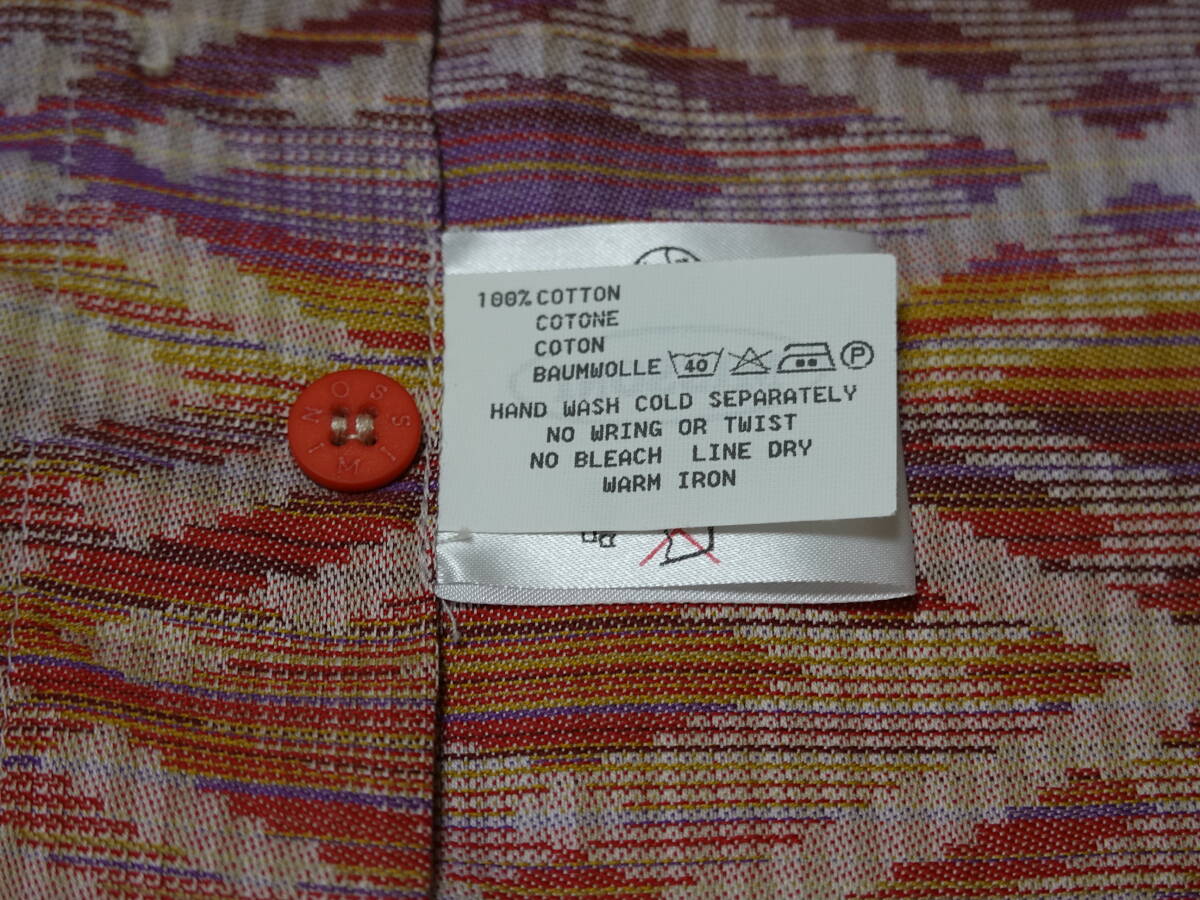 100% COTTON
COTONE
COTON
BAUMWOLLE 40 P
HAND WASH COLD SEPARATELY
NO WRING OR TWIST
NO BLEACH LINE DRY
WARM IRON
MISSONI